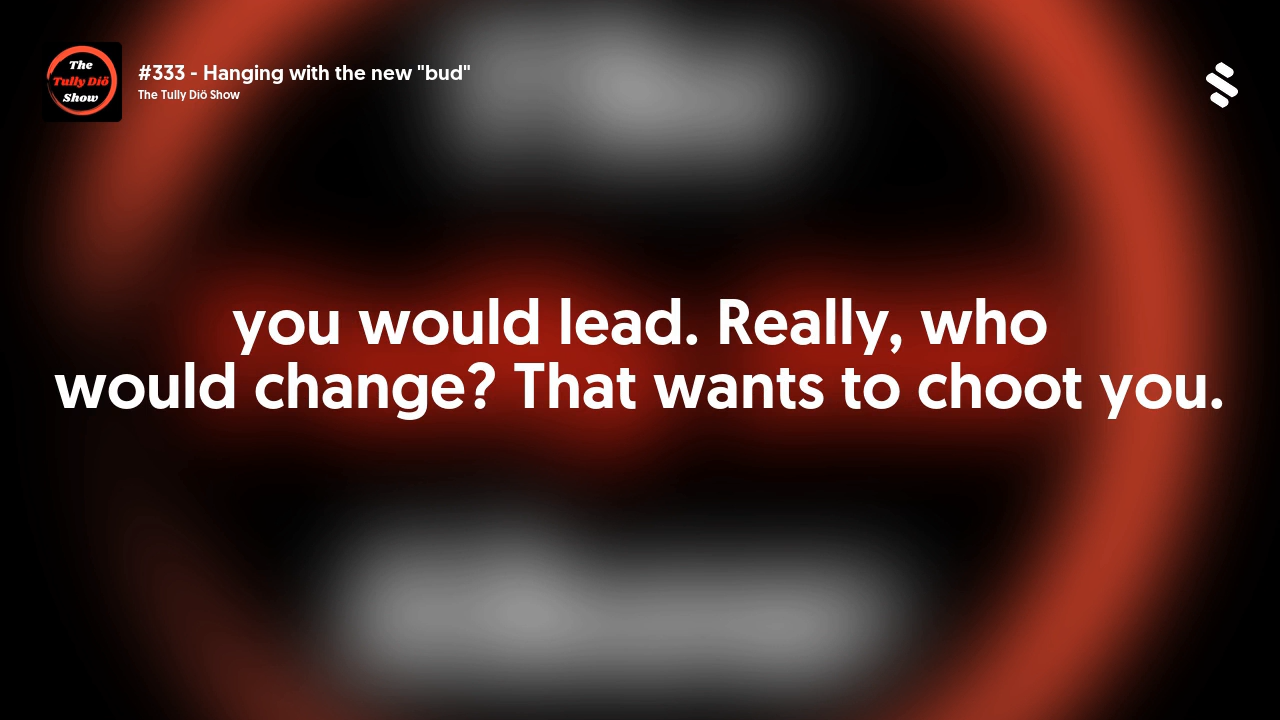 The
Tully Diö
Show
#333 - Hanging with the new "bud"
The Tully Diö Show
you would lead. Really, who
would change? That wants to choot you.